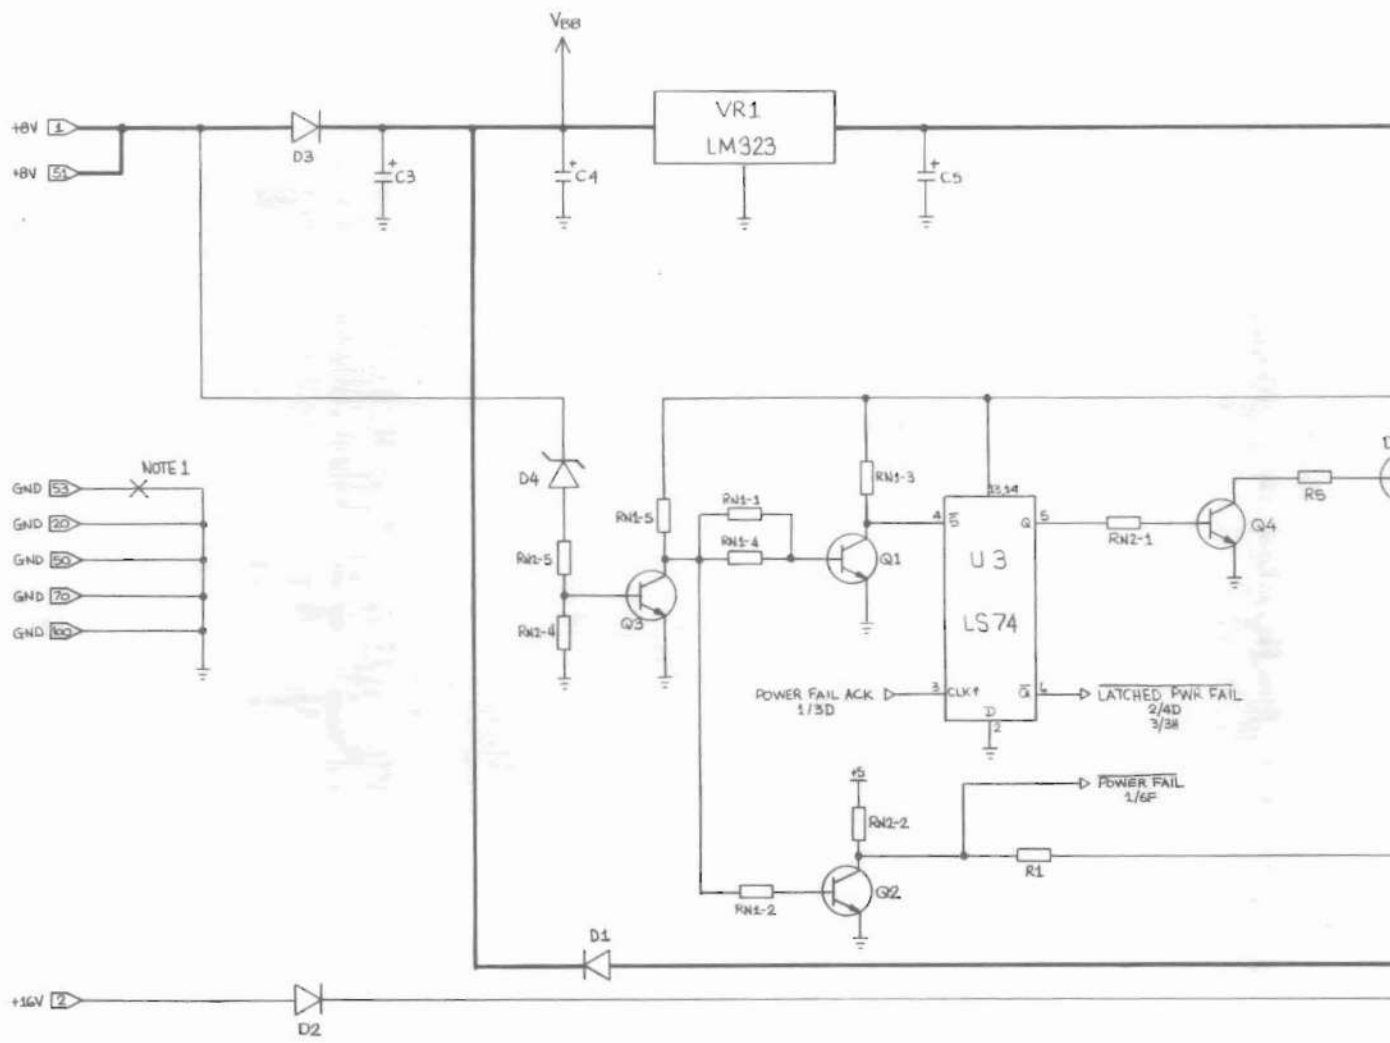 VBB
+8V 1
D3
VR1
LM323
+8V 51
C3
C4
C5
NOTE 1
GND 53
GND 20
GND 50
GND 70
GND 100
D4
RN2-5
RN2-4
Q3
RN1-5
RN1-1
RN1-4
Q1
RN1-3
13,14
4
S
Q 5
U3
LS74
RN2-1
Q4
R5
D
POWER FAIL ACK
1/3D
3 CLK↑
Q 6
D
2
LATCHED PWR FAIL
2/4D
3/3H
POWER FAIL
1/6F
+5
RN2-2
R1
Q2
RN1-2
D1
+16V 2
D2